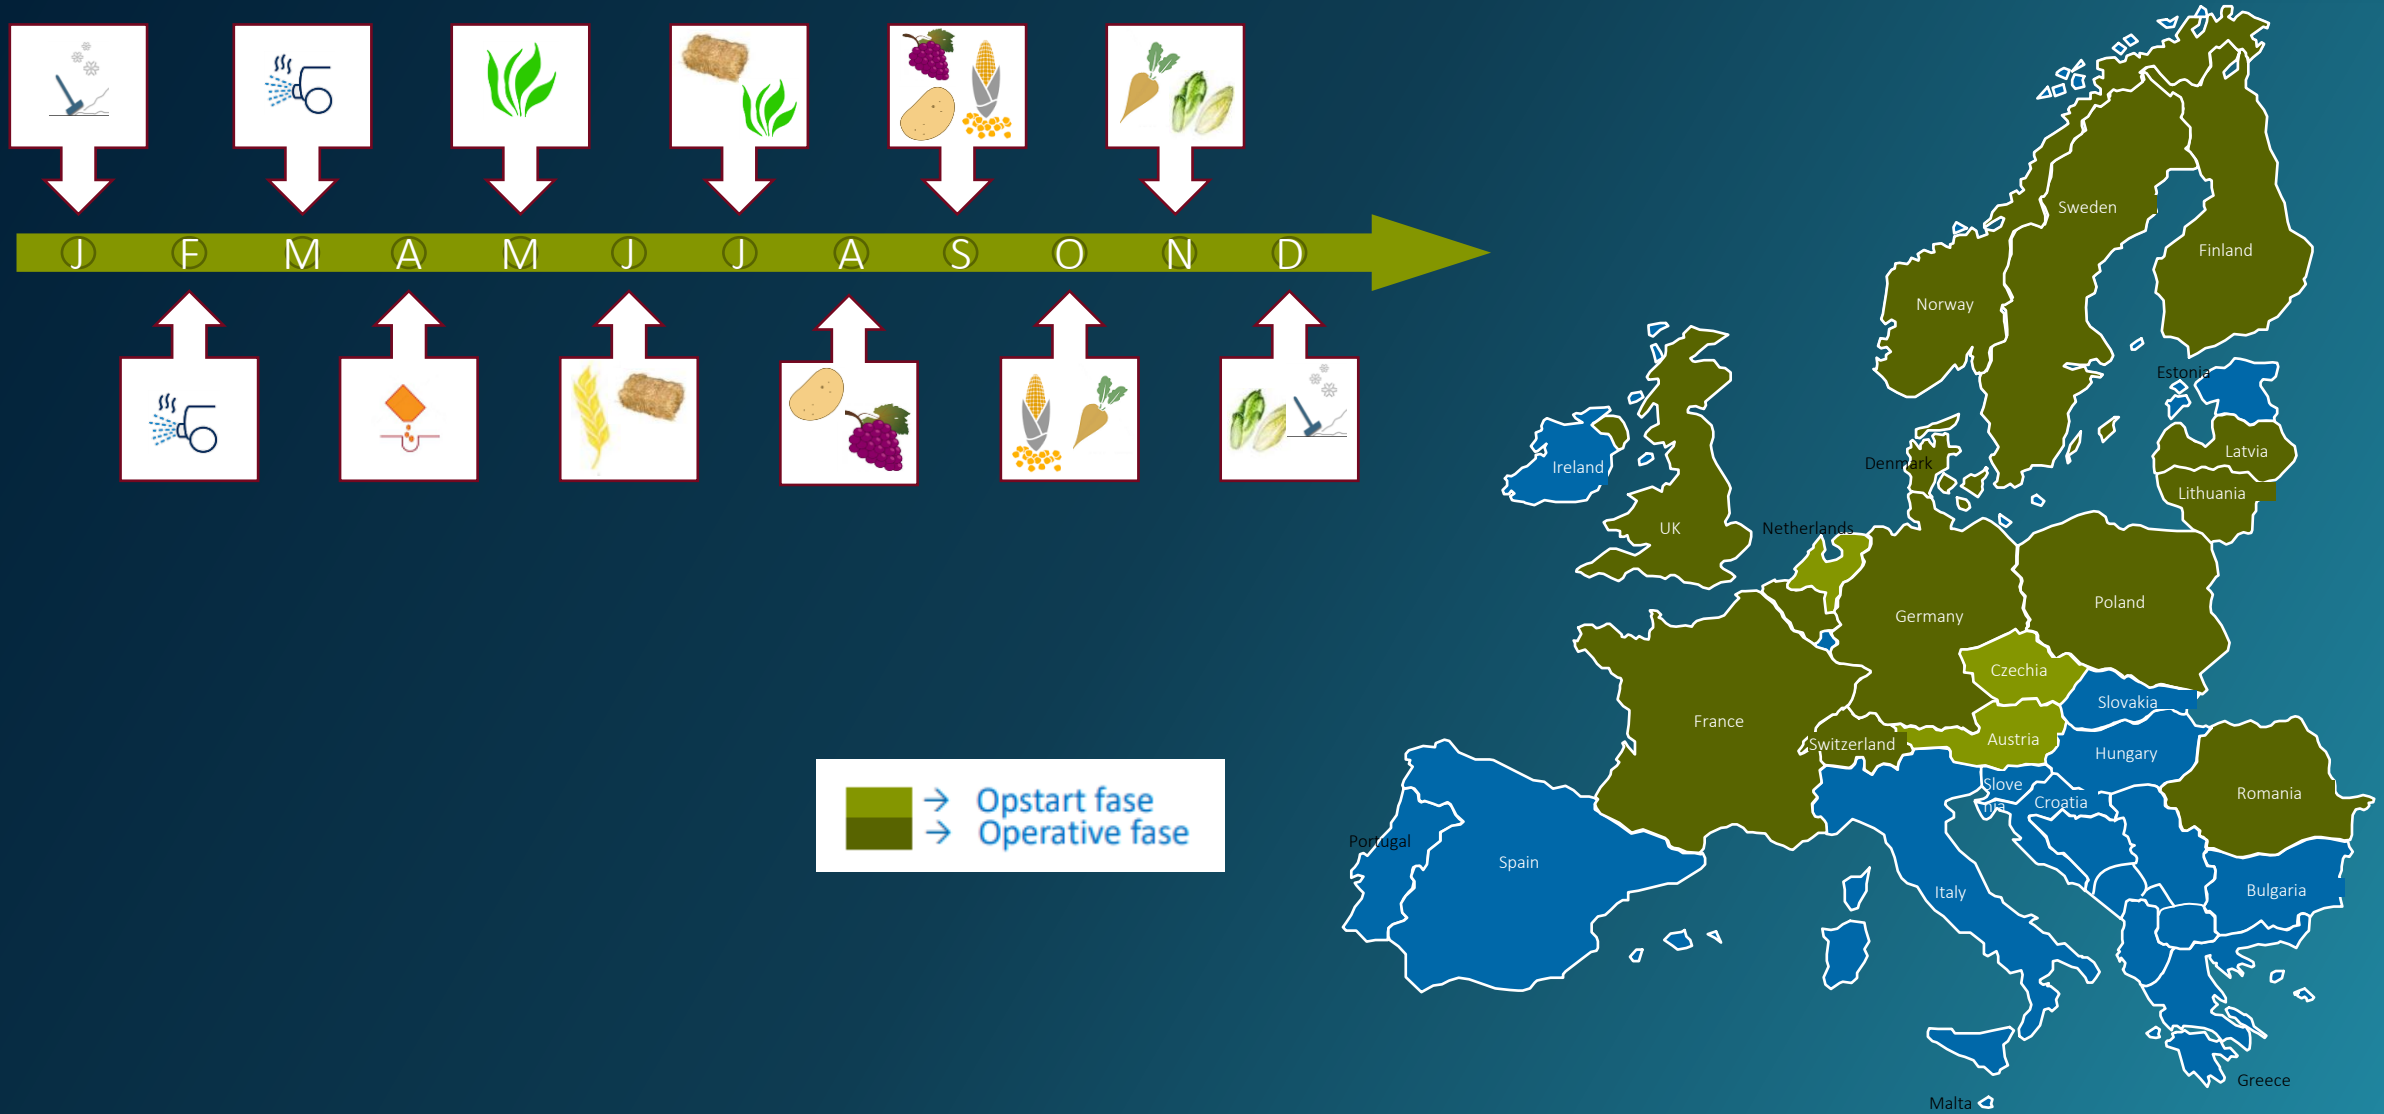 J F M A M J J A S O N D
Sweden
Finland
Norway
Estonia
Latvia
Denmark
Ireland
Lithuania
UK
Netherlands
Poland
Germany
Czechia
Slovakia
France
Austria
Switzerland
Hungary
Slove
nia
Romania
Croatia
→ Opstart fase
→ Operative fase
Portugal
Spain
Italy
Bulgaria
Greece
Malta